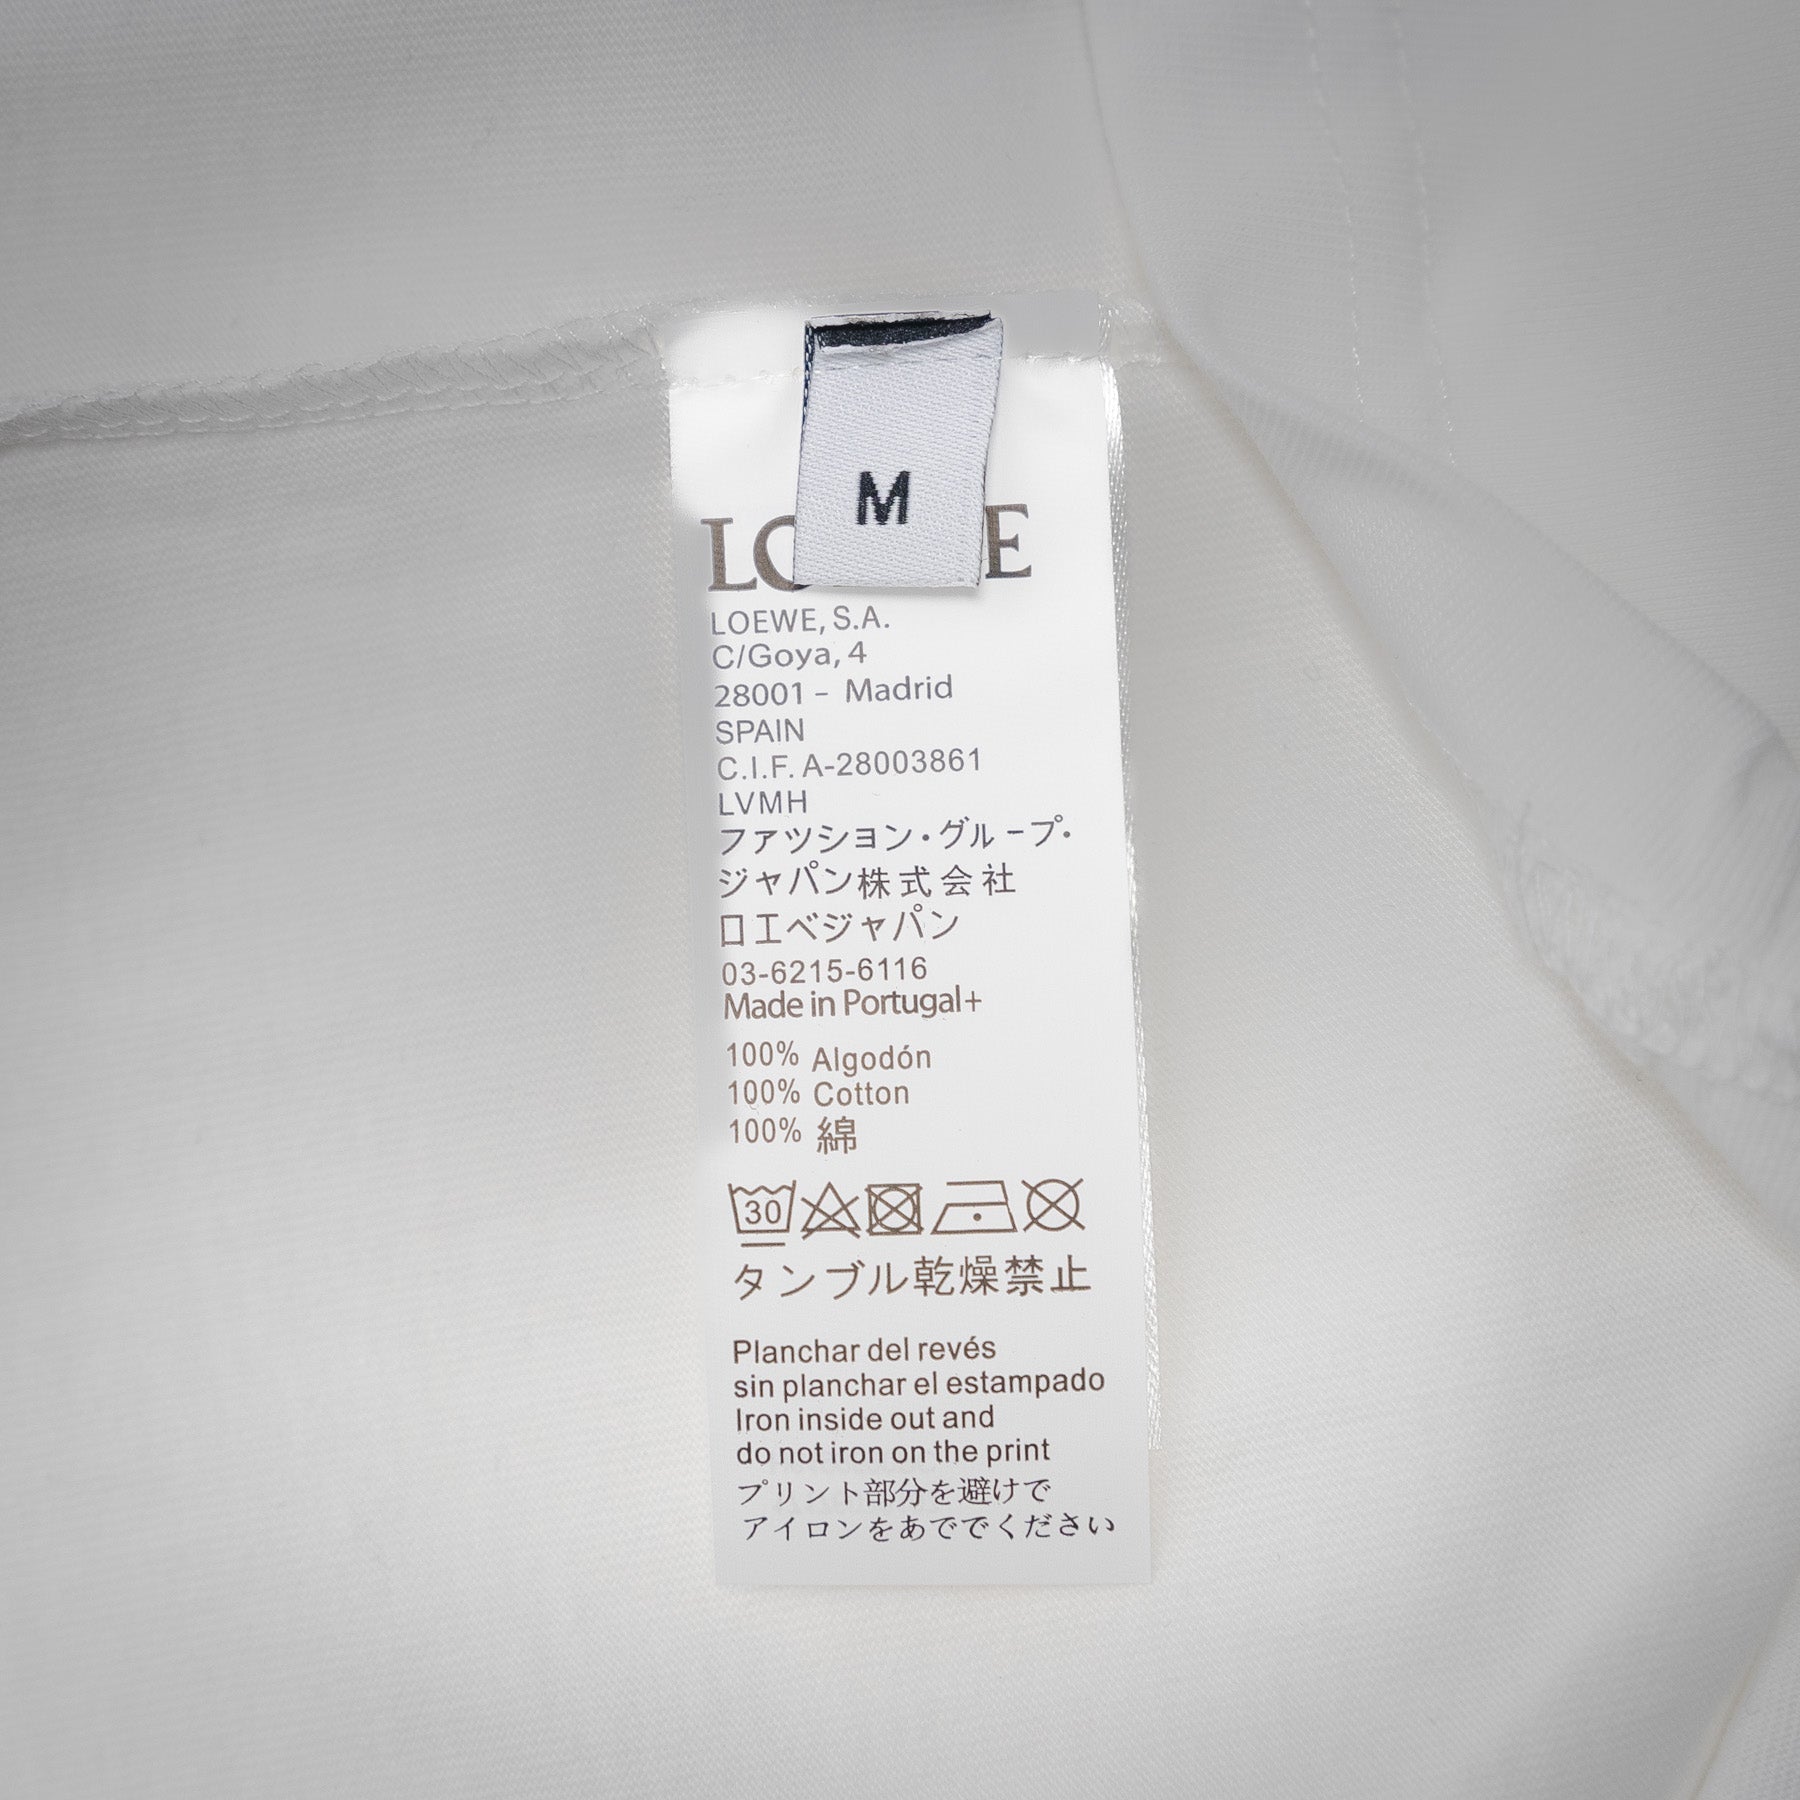 M
LOEWE, S.A.
C/Goya, 4
28001 - Madrid
SPAIN
C.I.F. A-28003861
LVMH
ファツション・グループ・
ジャパン株式会社
ロエベジャパン
03-6215-6116
Made in Portugal+
100% Algodón
100% Cotton
100% 綿
30
タンブル乾燥禁止
Planchar del revés
sin planchar el estampado
Iron inside out and
do not iron on the print
プリント部分を避けで
アイロンをあででください